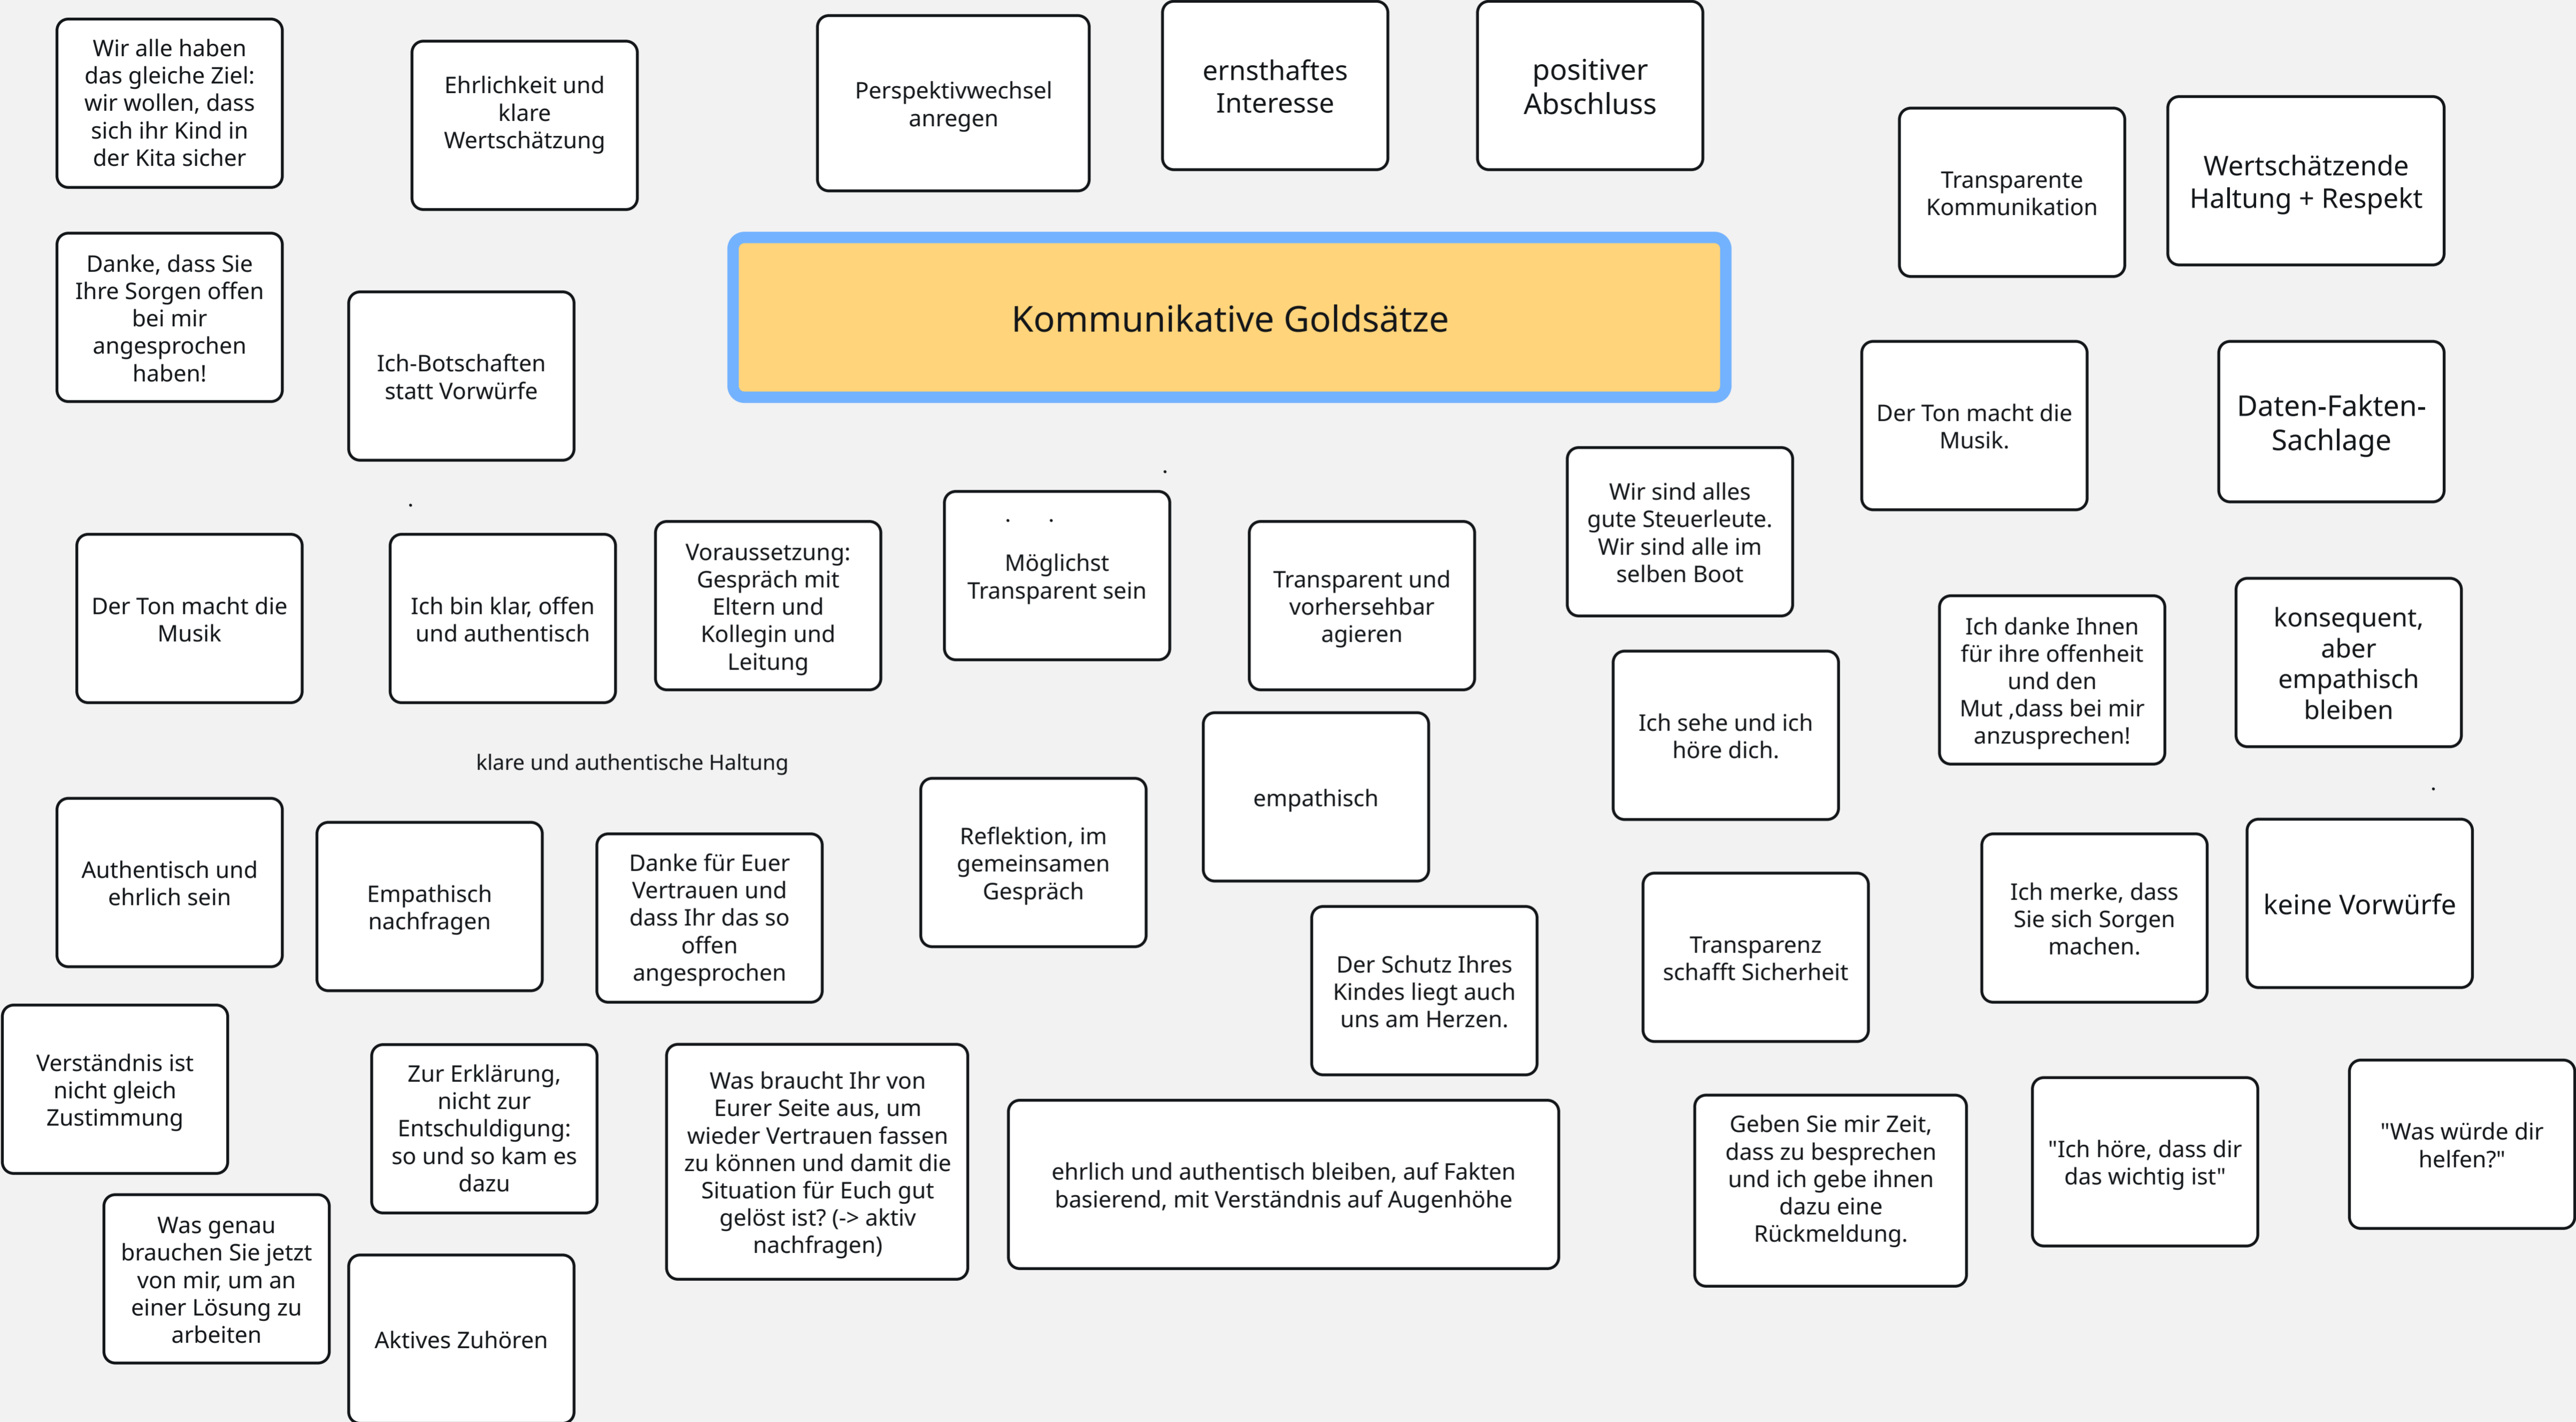 Wir alle haben
das gleiche Ziel:
wir wollen, dass
sich ihr Kind in
der Kita sicher
Ehrlichkeit und
klare
Wertschätzung
Perspektivwechsel
anregen
ernsthaftes
Interesse
positiver
Abschluss
Transparente
Kommunikation
Wertschätzende
Haltung + Respekt
Danke, dass Sie
Ihre Sorgen offen
bei mir
angesprochen
haben!
Ich-Botschaften
statt Vorwürfe
Kommunikative Goldsätze
Der Ton macht die
Musik.
Daten-Fakten-
Sachlage
Der Ton macht die
Musik
Ich bin klar, offen
und authentisch
Voraussetzung:
Gespräch mit
Eltern und
Kollegin und
Leitung
Möglichst
Transparent sein
Transparent und
vorhersehbar
agieren
Wir sind alles
gute Steuerleute.
Wir sind alle im
selben Boot
Ich danke Ihnen
für ihre offenheit
und den
Mut ,dass bei mir
anzusprechen!
konsequent,
aber
empathisch
bleiben
klare und authentische Haltung
empathisch
Ich sehe und ich
höre dich.
Authentisch und
ehrlich sein
Empathisch
nachfragen
Danke für Euer
Vertrauen und
dass Ihr das so
offen
angesprochen
Reflektion, im
gemeinsamen
Gespräch
Der Schutz Ihres
Kindes liegt auch
uns am Herzen.
Transparenz
schafft Sicherheit
Ich merke, dass
Sie sich Sorgen
machen.
keine Vorwürfe
Verständnis ist
nicht gleich
Zustimmung
Zur Erklärung,
nicht zur
Entschuldigung:
so und so kam es
dazu
Was braucht Ihr von
Eurer Seite aus, um
wieder Vertrauen fassen
zu können und damit die
Situation für Euch gut
gelöst ist? (-> aktiv
nachfragen)
ehrlich und authentisch bleiben, auf Fakten
basierend, mit Verständnis auf Augenhöhe
Geben Sie mir Zeit,
dass zu besprechen
und ich gebe ihnen
dazu eine
Rückmeldung.
"Ich höre, dass dir
das wichtig ist"
"Was würde dir
helfen?"
Was genau
brauchen Sie jetzt
von mir, um an
einer Lösung zu
arbeiten
Aktives Zuhören